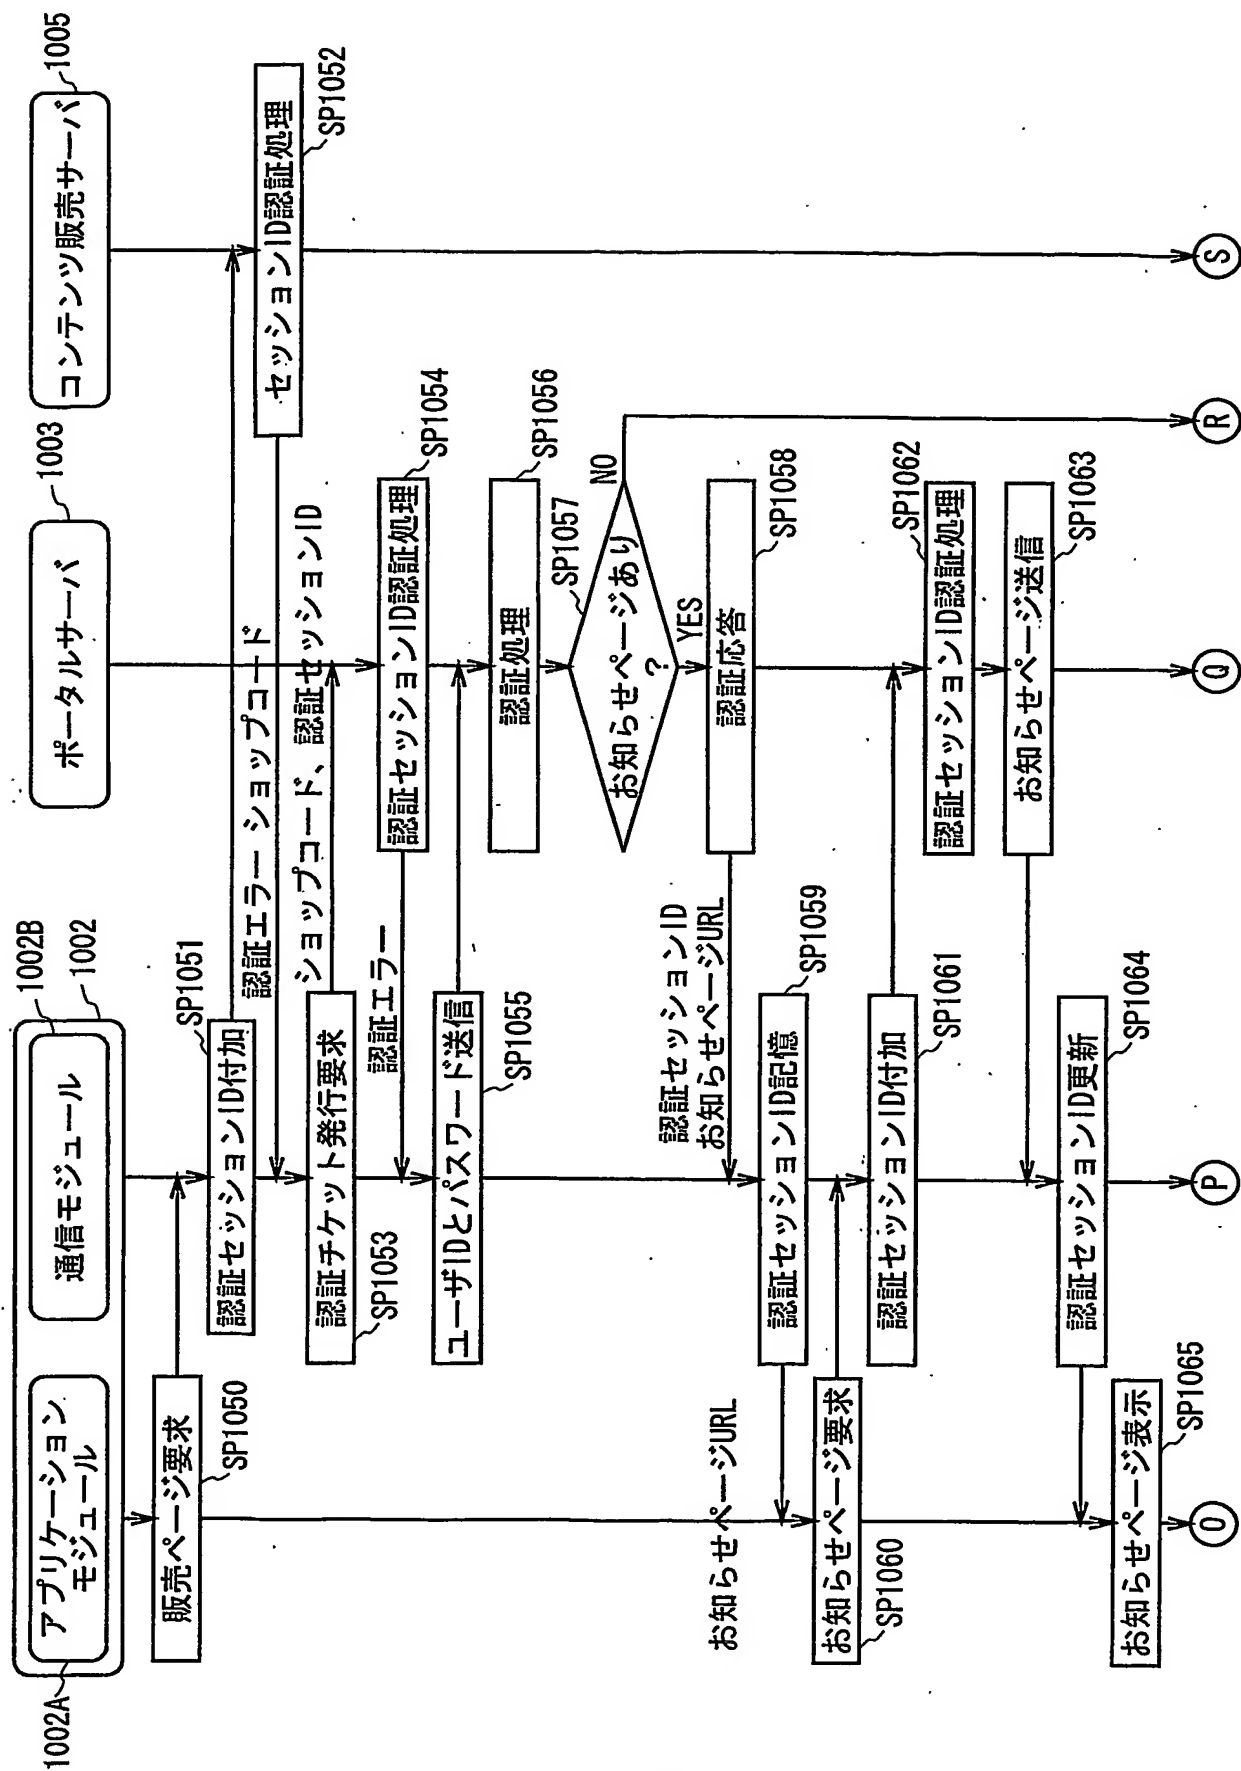 1002A
1002B
1002
1003
1005
アプリケーション
モジュール
通信モジュール
ポータルサーバ
コンテンツ販売サーバ
販売ページ要求
SP1050
認証セッションID付加
SP1051
認証エラー ショップコード
セッションID認証処理
SP1052
認証チケット発行要求
SP1053
ショップコード、認証セッションID
認証セッションID認証処理
SP1054
認証エラー
ユーザIDとパスワード送信
SP1055
認証処理
SP1056
お知らせページあり
?
SP1057
NO
YES
認証応答
SP1058
認証セッションID
お知らせページURL
認証セッションID記憶
SP1059
お知らせページURL
お知らせページ要求
SP1060
認証セッションID付加
SP1061
認証セッションID認証処理
SP1062
お知らせページ送信
SP1063
認証セッションID更新
SP1064
お知らせページ表示
SP1065
O
P
Q
R
S